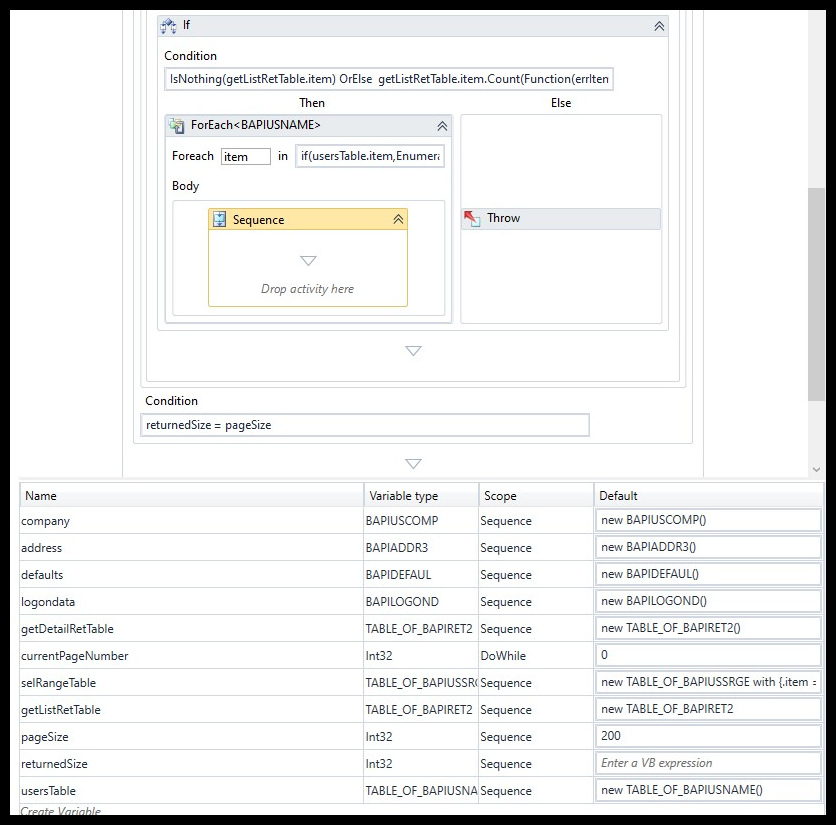 If
Condition
IsNothing(getListRetTable.item) OrElse getListRetTable.item.Count(Function(errIten
Then Else
ForEach<BAPIUSNAME>
Foreach item in if(usersTable.item,Enumera
Body
Throw
Sequence
Drop activity here
Condition
returnedSize = pageSize
Name Variable type Scope Default
company BAPIUSCOMP Sequence new BAPIUSCOMP()
address BAPIADDR3 Sequence new BAPIADDR3()
defaults BAPIDEFAUL Sequence new BAPIDEFAUL()
logondata BAPILOGOND Sequence new BAPILOGOND()
getDetailRetTable TABLE_OF_BAPIRET2 Sequence new TABLE_OF_BAPIRET2()
currentPageNumber Int32 DoWhile 0
selRangeTable TABLE_OF_BAPIUSSR( Sequence new TABLE_OF_BAPIUSSRGE with {.item =
getListRetTable TABLE_OF_BAPIRET2 Sequence new TABLE_OF_BAPIRET2
pageSize Int32 Sequence 200
returnedSize Int32 Sequence Enter a VB expression
usersTable TABLE_OF_BAPIUSNA Sequence new TABLE_OF_BAPIUSNAME()
Create Variable